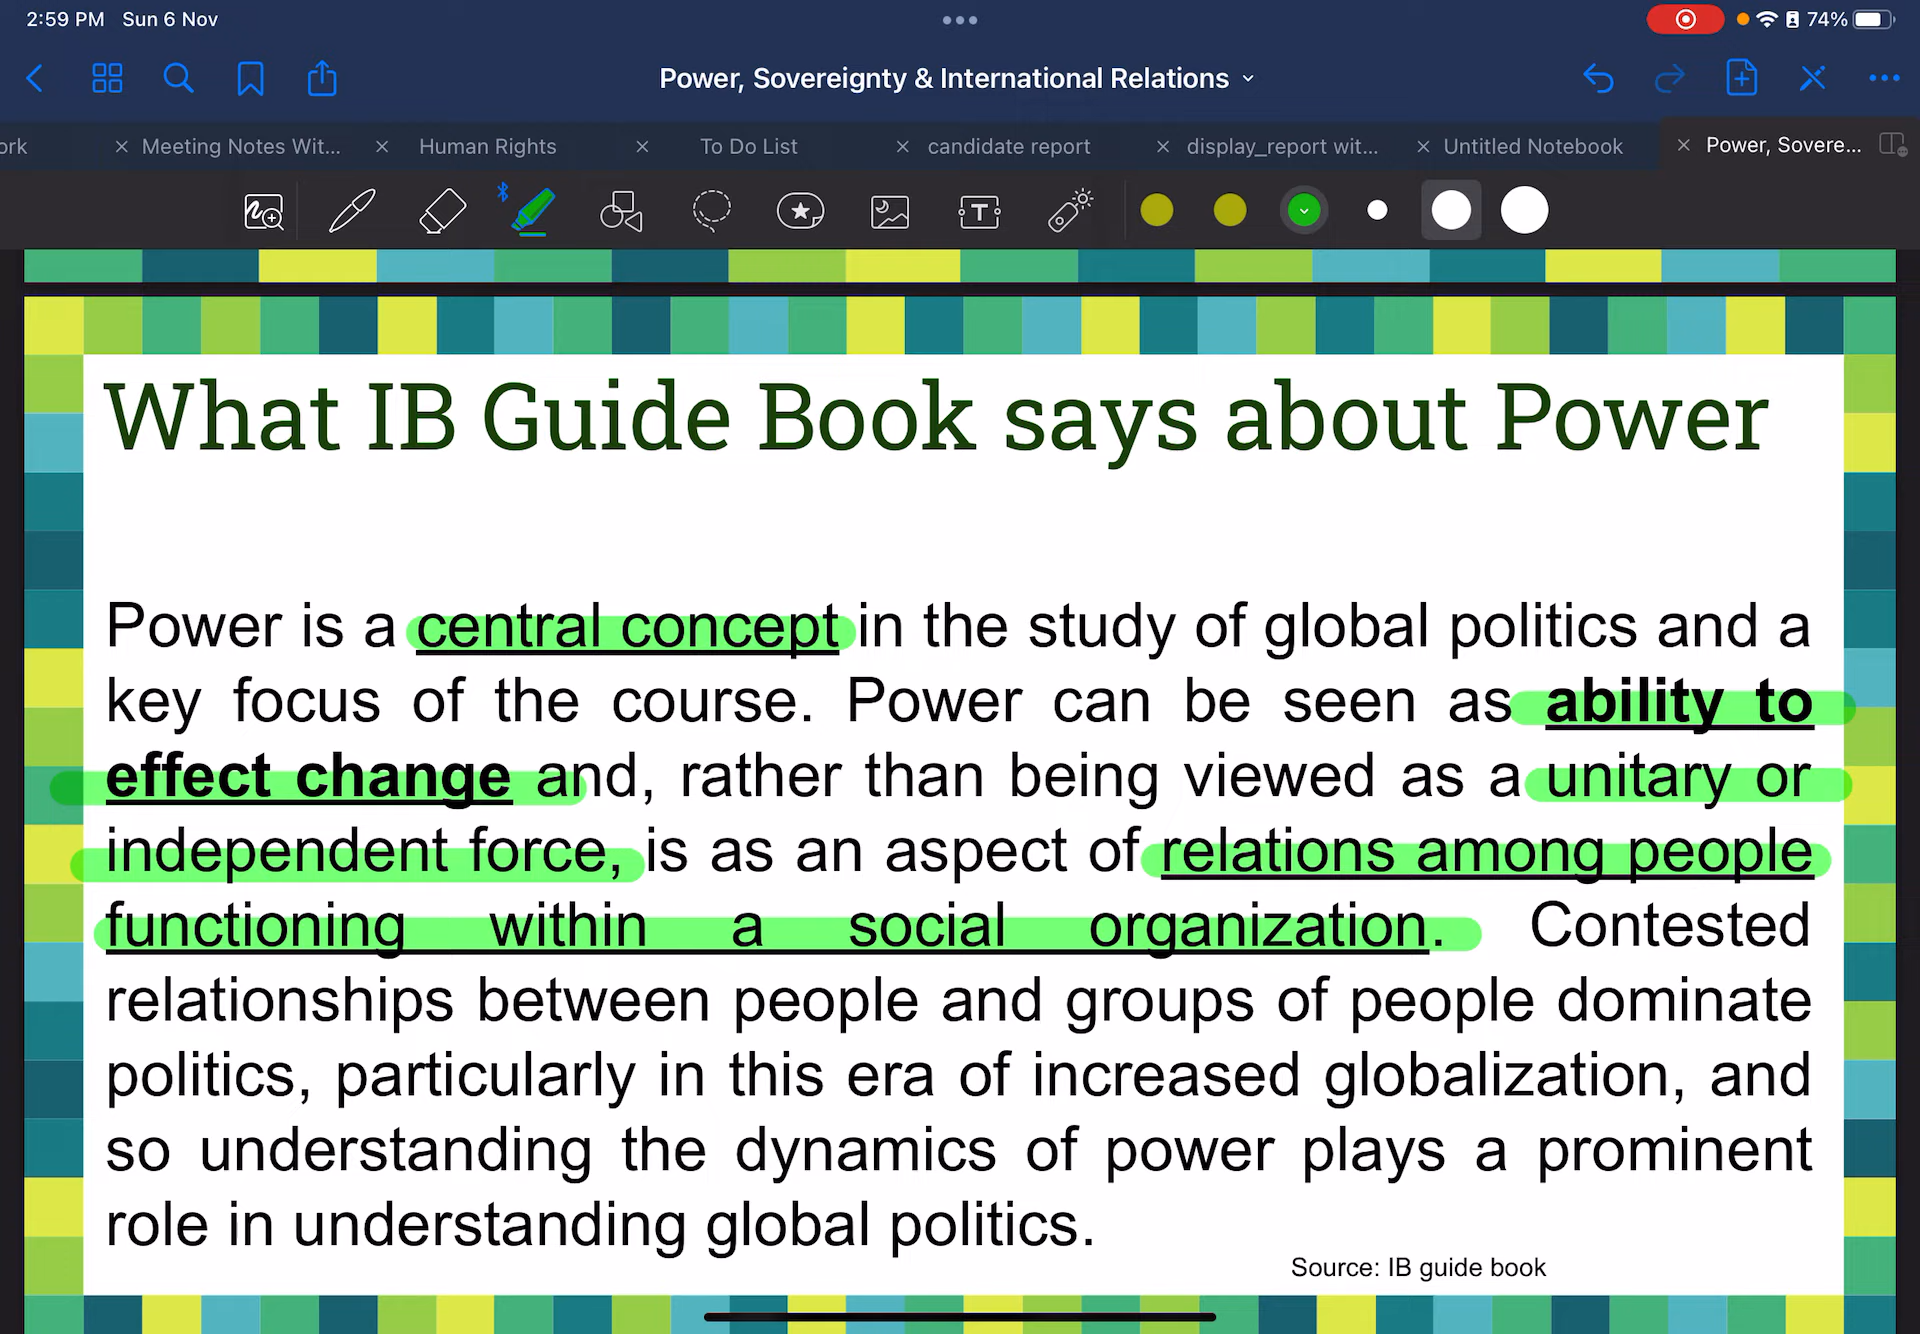 2:59 PM Sun 6 Nov
74%
Power, Sovereignty & International Relations
ork
Meeting Notes Wit...
Human Rights
To Do List
candidate report
display_report wit...
Untitled Notebook
Power, Sovere...
What IB Guide Book says about Power
Power is a central concept in the study of global politics and a
key focus of the course. Power can be seen as ability to
effect change and, rather than being viewed as a unitary or
independent force, is as an aspect of relations among people
functioning within a social organization. Contested
relationships between people and groups of people dominate
politics, particularly in this era of increased globalization, and
so understanding the dynamics of power plays a prominent
role in understanding global politics.
Source: IB guide book